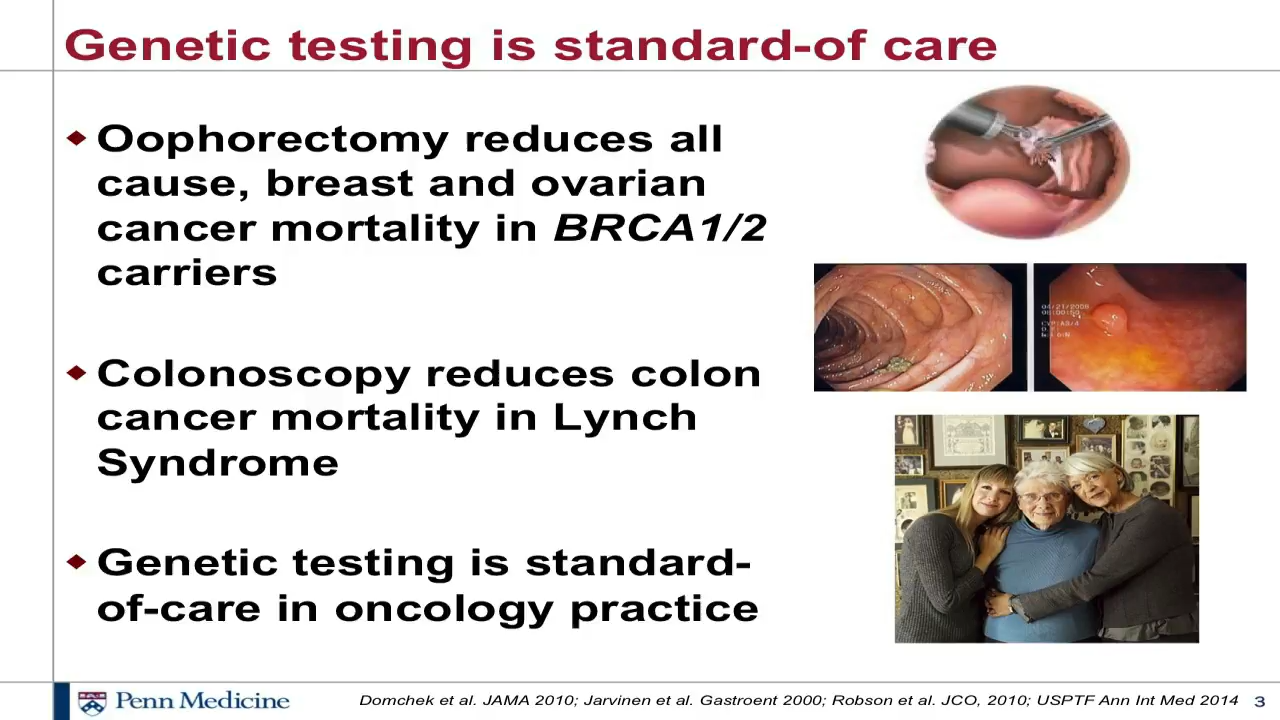 Genetic testing is standard-of care
Oophorectomy reduces all
cause, breast and ovarian
cancer mortality in BRCA1/2
carriers
Colonoscopy reduces colon
cancer mortality in Lynch
Syndrome
Genetic testing is standard-
of-care in oncology practice
04/21/2008
Penn Medicine
Domchek et al. JAMA 2010; Jarvinen et al. Gastroent 2000; Robson et al. JCO, 2010; USPTF Ann Int Med 2014
3